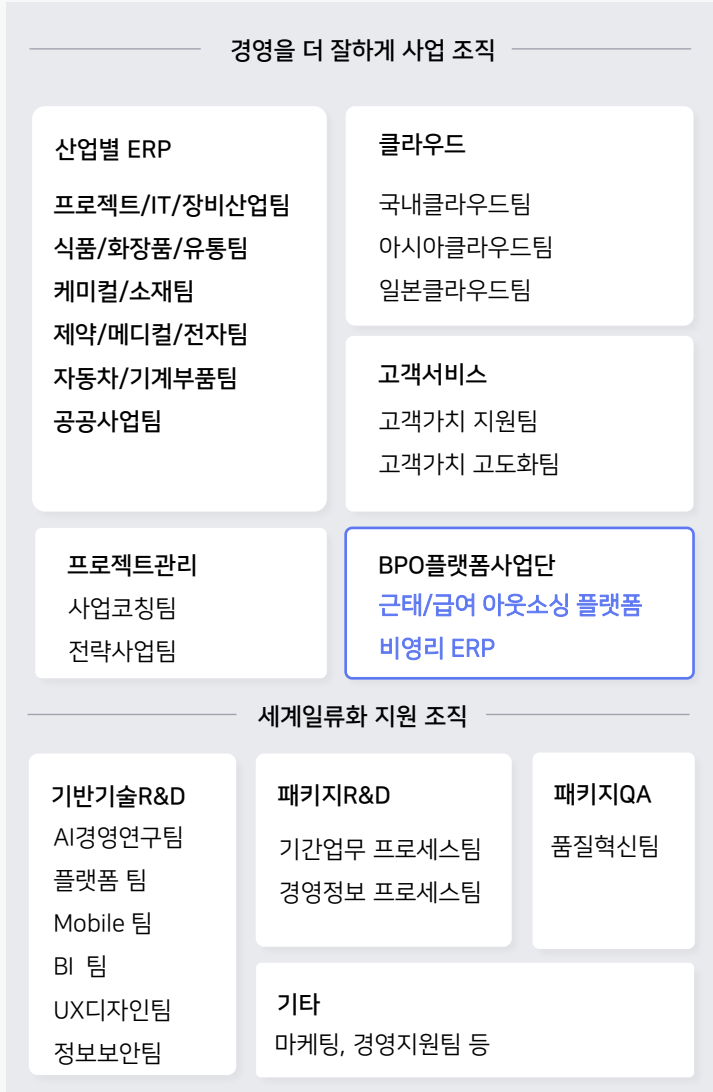 경영을 더 잘하게 사업 조직
산업별 ERP
프로젝트/IT/장비산업팀
식품/화장품/유통팀
케미컬/소재팀
제약/메디컬/전자팀
자동차/기계부품팀
공공사업팀
클라우드
국내클라우드팀
아시아클라우드팀
일본클라우드팀
고객서비스
고객가치 지원팀
고객가치 고도화팀
프로젝트관리
사업코칭팀
전략사업팀
BPO플랫폼사업단
근태/급여 아웃소싱 플랫폼
비영리 ERP
세계일류화 지원 조직
기반기술R&D
AI경영연구팀
플랫폼 팀
Mobile 팀
BI 팀
UX디자인팀
정보보안팀
패키지R&D
기간업무 프로세스팀
경영정보 프로세스팀
패키지QA
품질혁신팀
기타
마케팅, 경영지원팀 등